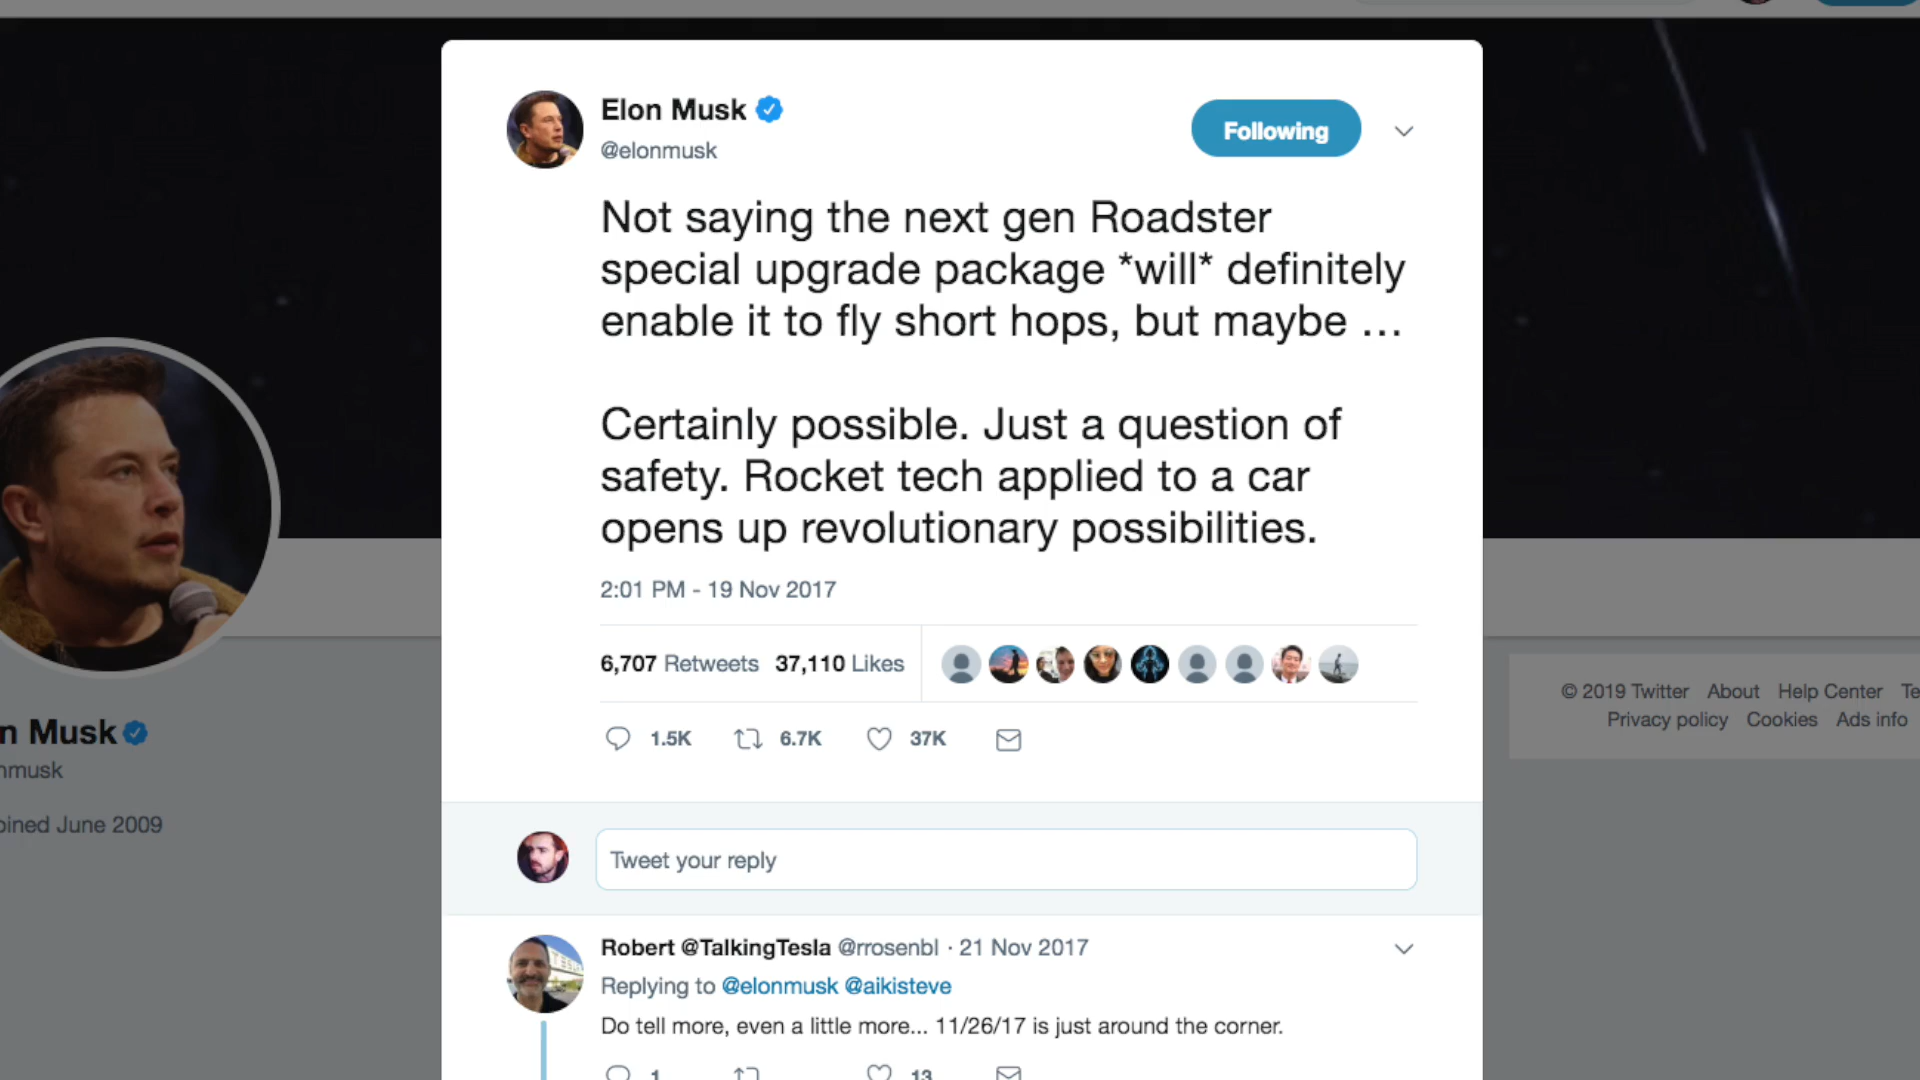 Elon Musk
@elonmusk
Following
Not saying the next gen Roadster
special upgrade package *will* definitely
enable it to fly short hops, but maybe ...
Certainly possible. Just a question of
safety. Rocket tech applied to a car
opens up revolutionary possibilities.
2:01 PM - 19 Nov 2017
6,707 Retweets 37,110 Likes
1.5K 6.7K 37K
Tweet your reply
Robert @TalkingTesla @rrosenbl · 21 Nov 2017
Replying to @elonmusk @aikisteve
Do tell more, even a little more... 11/26/17 is just around the corner.
1 13
n Musk
nmusk
oined June 2009
© 2019 Twitter About Help Center Te
Privacy policy Cookies Ads info